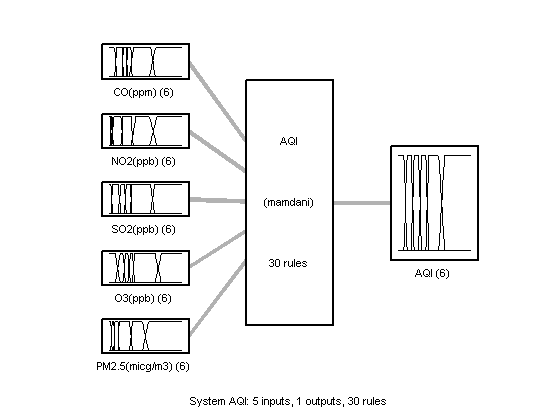 CO(ppm) (6)
NO2(ppb) (6)
SO2(ppb) (6)
O3(ppb) (6)
PM2.5(micg/m3) (6)
AQI
(mamdani)
30 rules
AQI (6)
System AQI: 5 inputs, 1 outputs, 30 rules